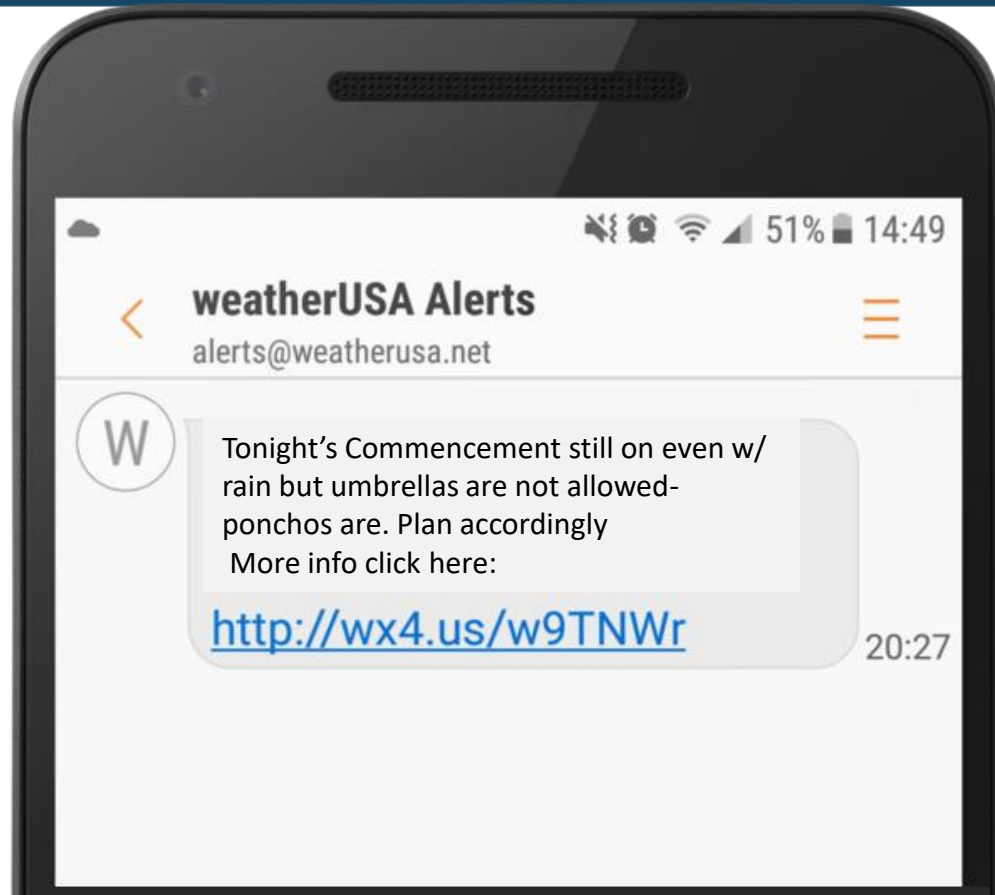 51% 14:49
weatherUSA Alerts
alerts@weatherusa.net
W
Tonight’s Commencement still on even w/
rain but umbrellas are not allowed-
ponchos are. Plan accordingly
More info click here:
http://wx4.us/w9TNWr
20:27